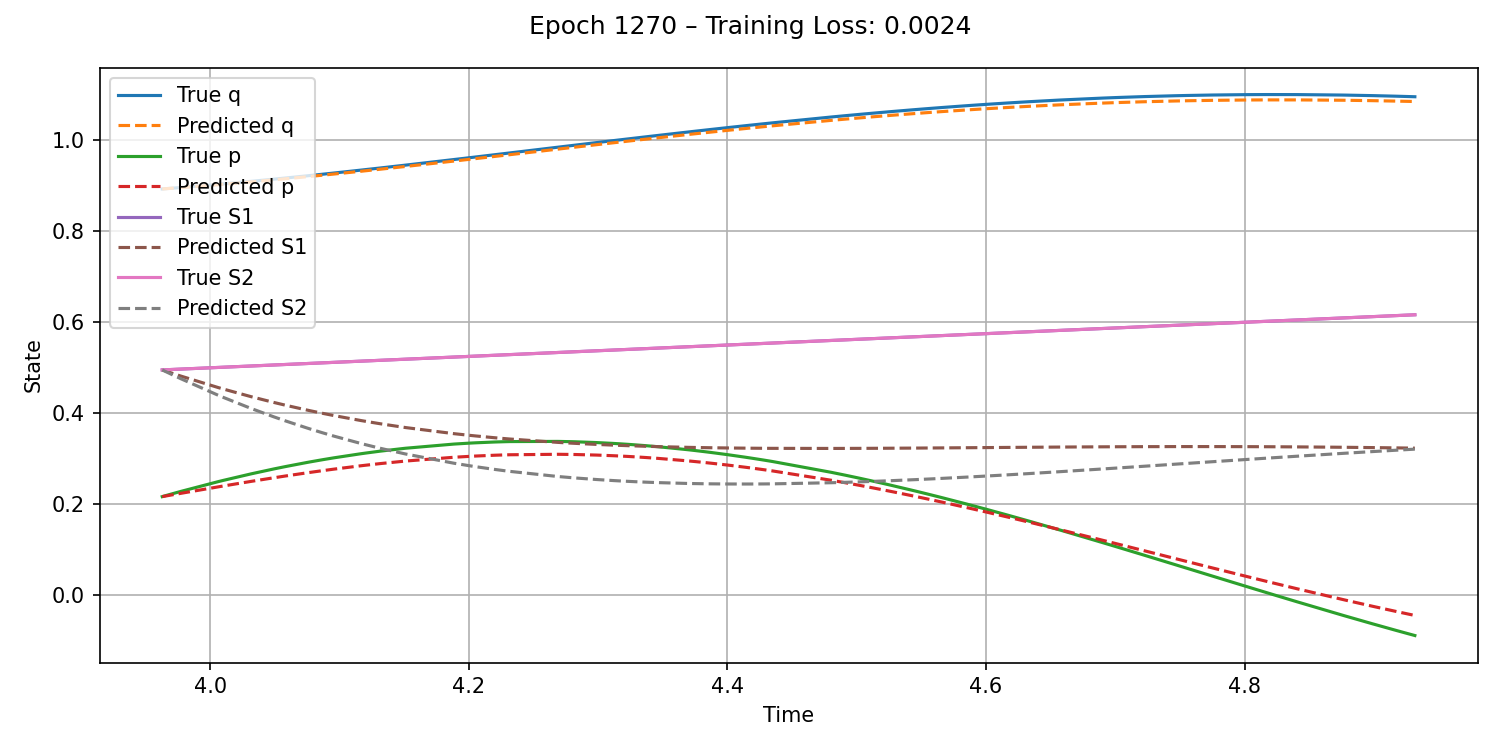 Epoch 1270 – Training Loss: 0.0024
True q
Predicted q
True p
Predicted p
True S1
Predicted S1
True S2
Predicted S2
1.0
0.8
0.6
0.4
0.2
0.0
State
4.0 4.2 4.4 4.6 4.8
Time